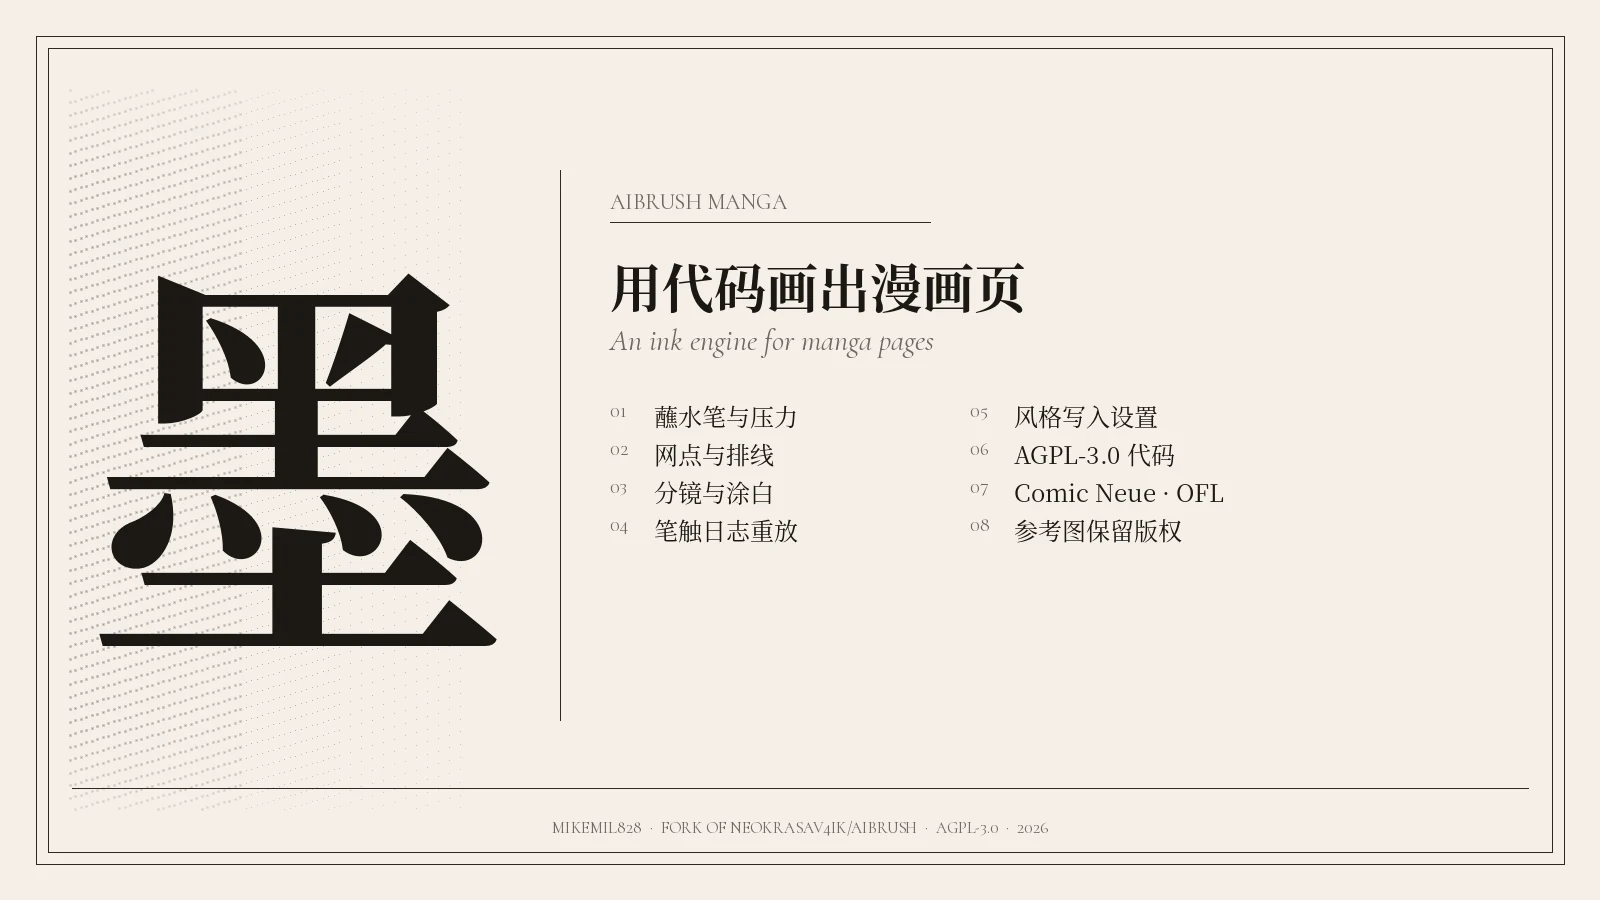 墨
AIBRUSH MANGA
用代码画出漫画页
An ink engine for manga pages
01 蘸水笔与压力
02 网点与排线
03 分镜与涂白
04 笔触日志重放
05 风格写入设置
06 AGPL-3.0 代码
07 Comic Neue · OFL
08 参考图保留版权
MIKEMIL828 · FORK OF NEOKRASAV4IK/AIBRUSH · AGPL-3.0 · 2026